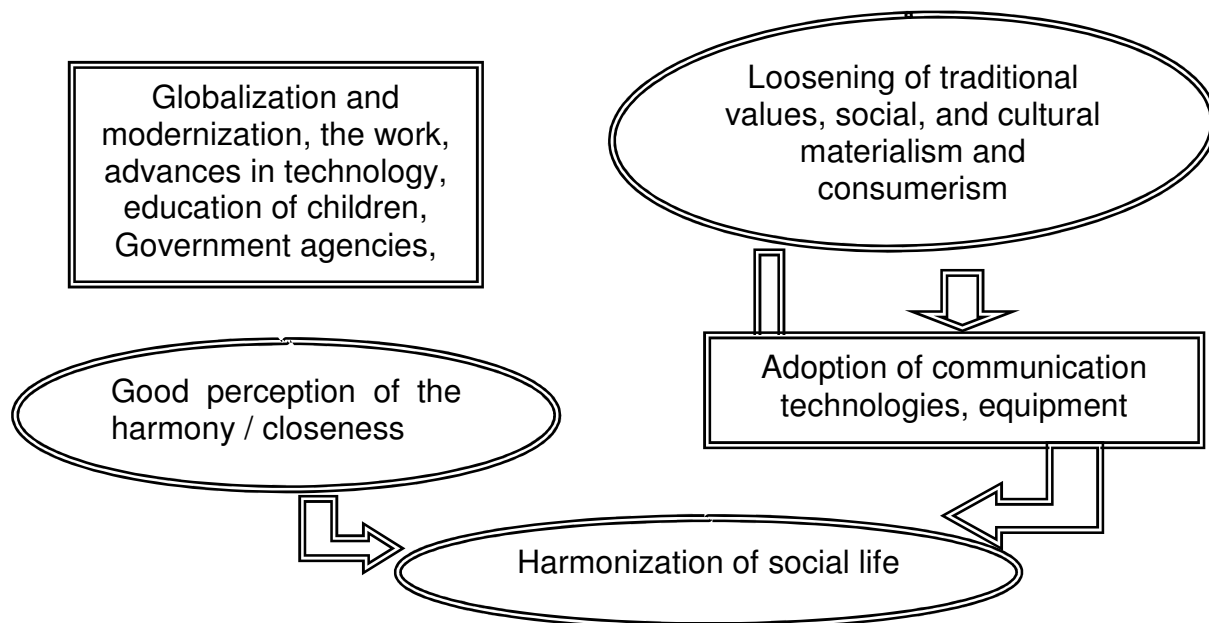 Globalization and
modernization, the work,
advances in technology,
education of children,
Government agencies,
Loosening of traditional
values, social, and cultural
materialism and
consumerism
Good perception of the
harmony / closeness
Adoption of communication
technologies, equipment
Harmonization of social life